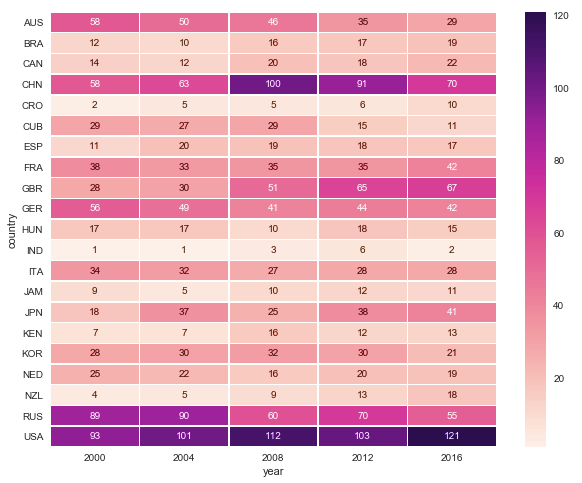 AUS 58 50 46 35 29
BRA 12 10 16 17 19
CAN 14 12 20 18 22
CHN 58 63 100 91 70
CRO 2 5 5 6 10
CUB 29 27 29 15 11
ESP 11 20 19 18 17
FRA 38 33 35 35 42
GBR 28 30 51 65 67
GER 56 49 41 44 42
HUN 17 17 10 18 15
IND 1 1 3 6 2
ITA 34 32 27 28 28
JAM 9 5 10 12 11
JPN 18 37 25 38 41
KEN 7 7 16 12 13
KOR 28 30 32 30 21
NED 25 22 16 20 19
NZL 4 5 9 13 18
RUS 89 90 60 70 55
USA 93 101 112 103 121
2000 2004 2008 2012 2016
year
country
120
100
80
60
40
20